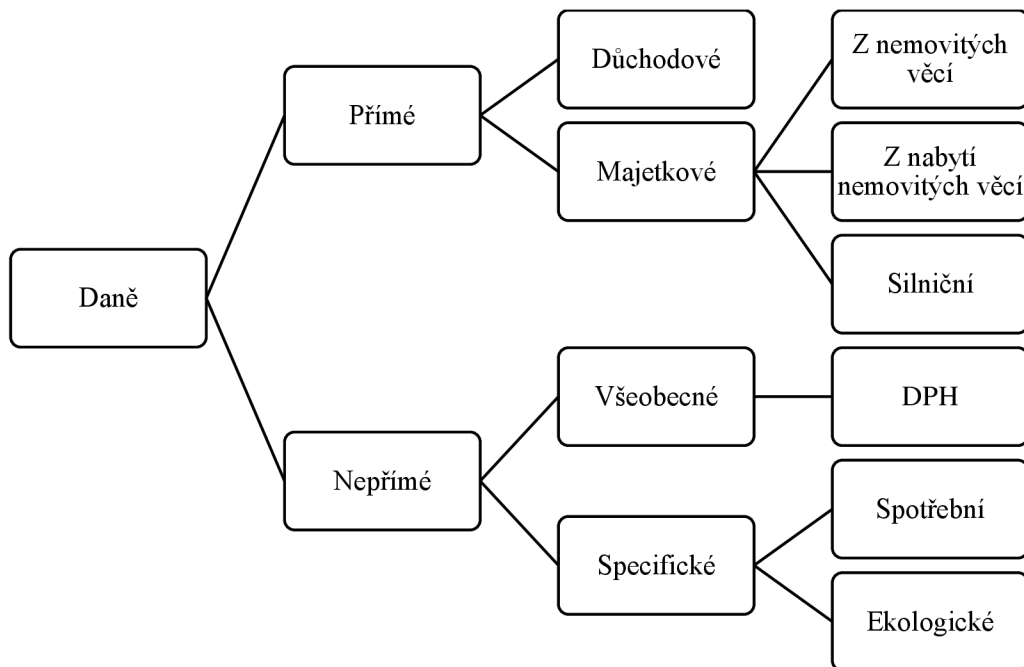 Daně
Přímé
Důchodové
Majetkové
Z nemovitých
věcí
Z nabytí
nemovitých věcí
Silniční
Nepřímé
Všeobecné
DPH
Specifické
Spotřební
Ekologické